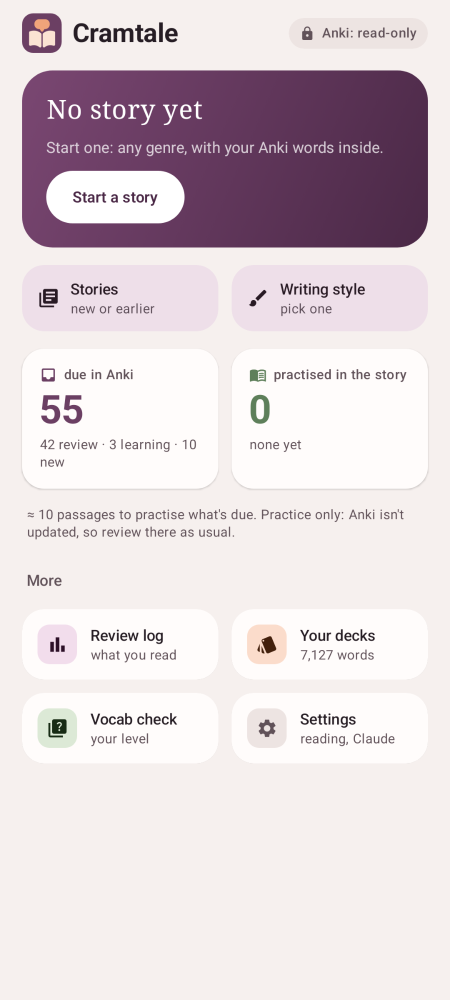 Cramtale
Anki: read-only
No story yet
Start one: any genre, with your Anki words inside.
Start a story
Stories
new or earlier
Writing style
pick one
due in Anki
55
42 review · 3 learning · 10
new
practised in the story
0
none yet
≈ 10 passages to practise what's due. Practice only: Anki isn't
updated, so review there as usual.
More
Review log
what you read
Your decks
7,127 words
Vocab check
your level
Settings
reading, Claude